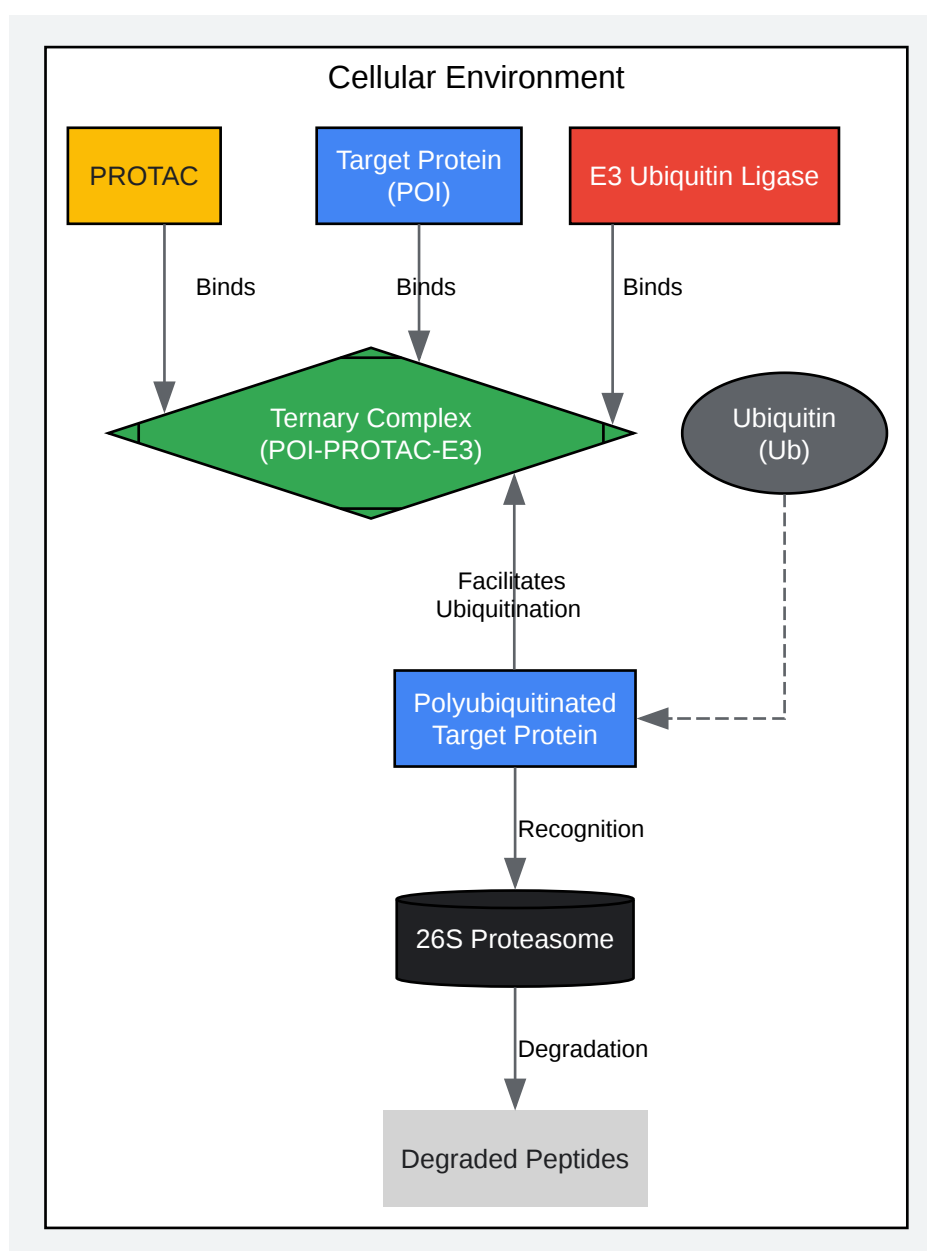 Cellular Environment
PROTAC
Target Protein
(POI)
E3 Ubiquitin Ligase
Binds
Binds
Binds
Ternary Complex
(POI-PROTAC-E3)
Ubiquitin
(Ub)
Facilitates
Ubiquitination
Polyubiquitinated
Target Protein
Recognition
26S Proteasome
Degradation
Degraded Peptides